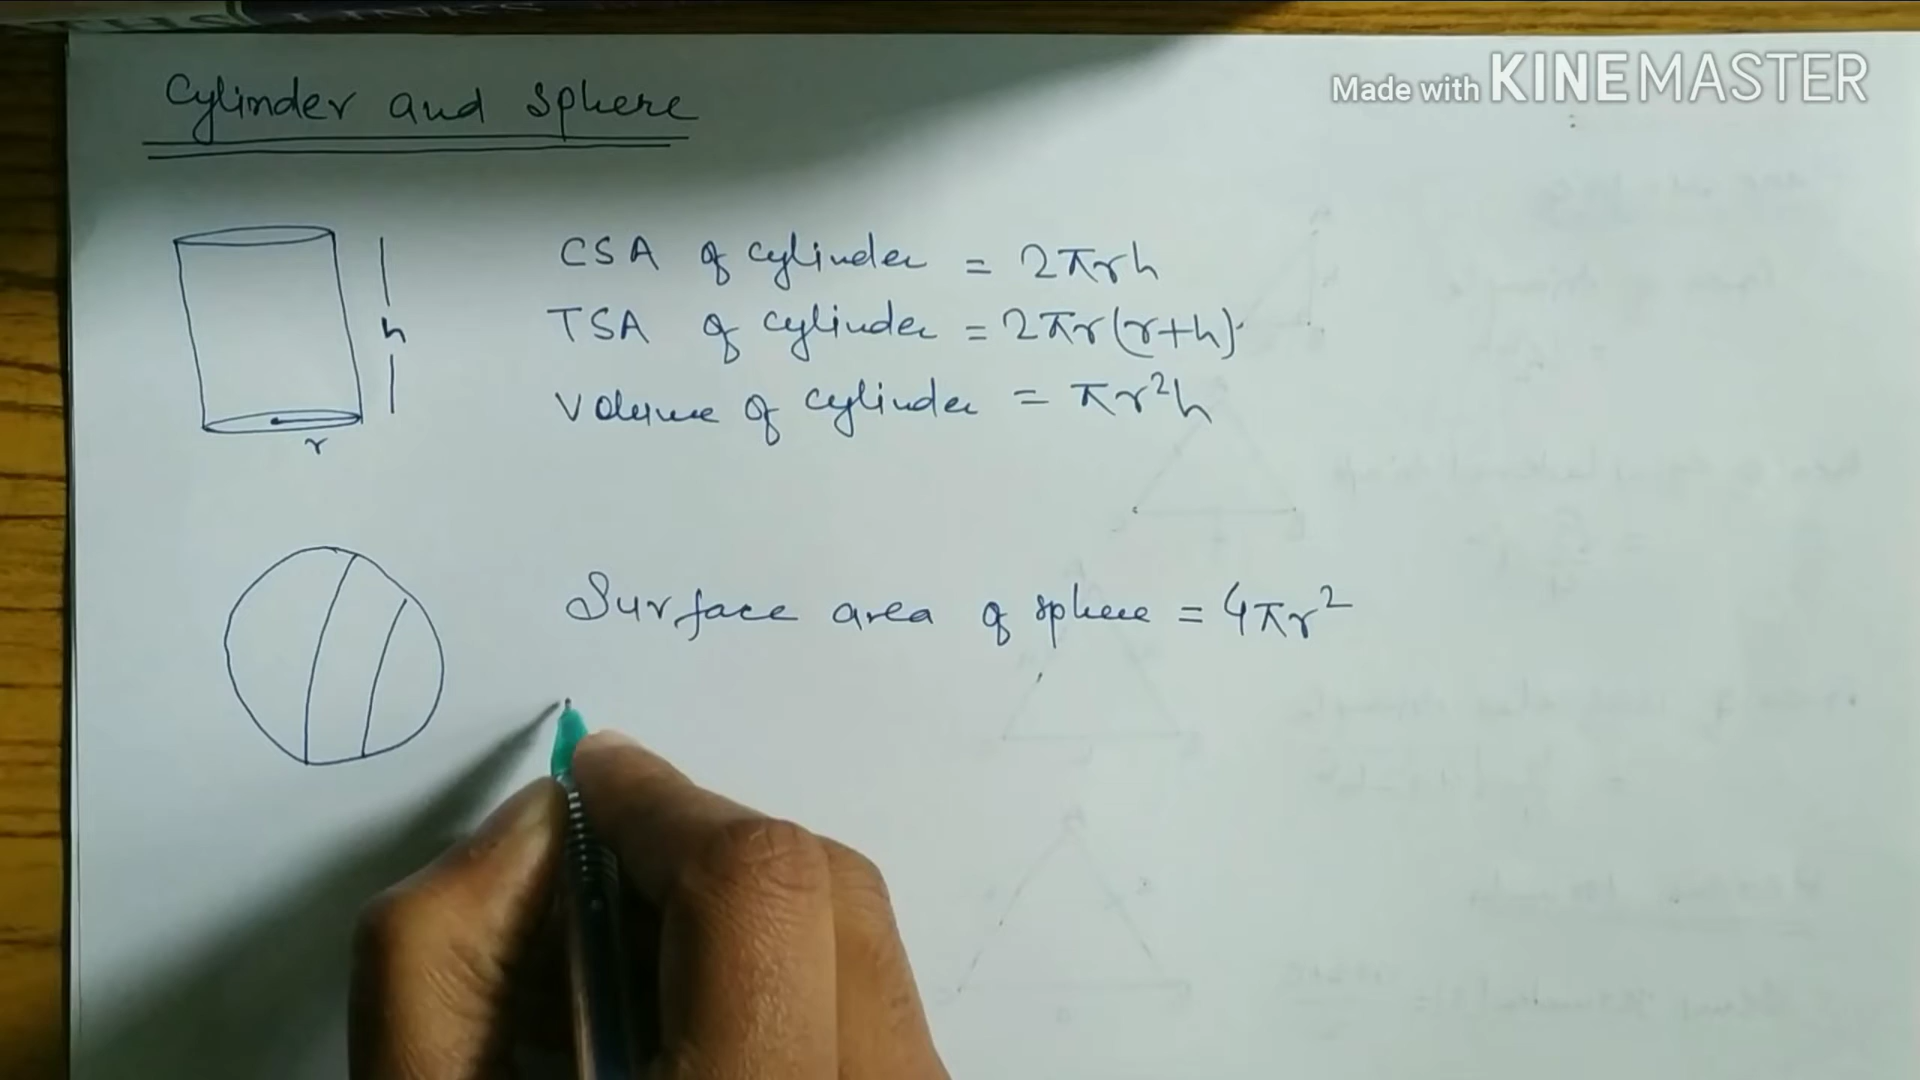 Made with KINEMASTER
Cylinder and sphere
CSA of cylinder = 2πrh
h
TSA of cylinder = 2πr(r+h)
Volume of cylinder = πr²h
r
Surface area of sphere = 4πr²